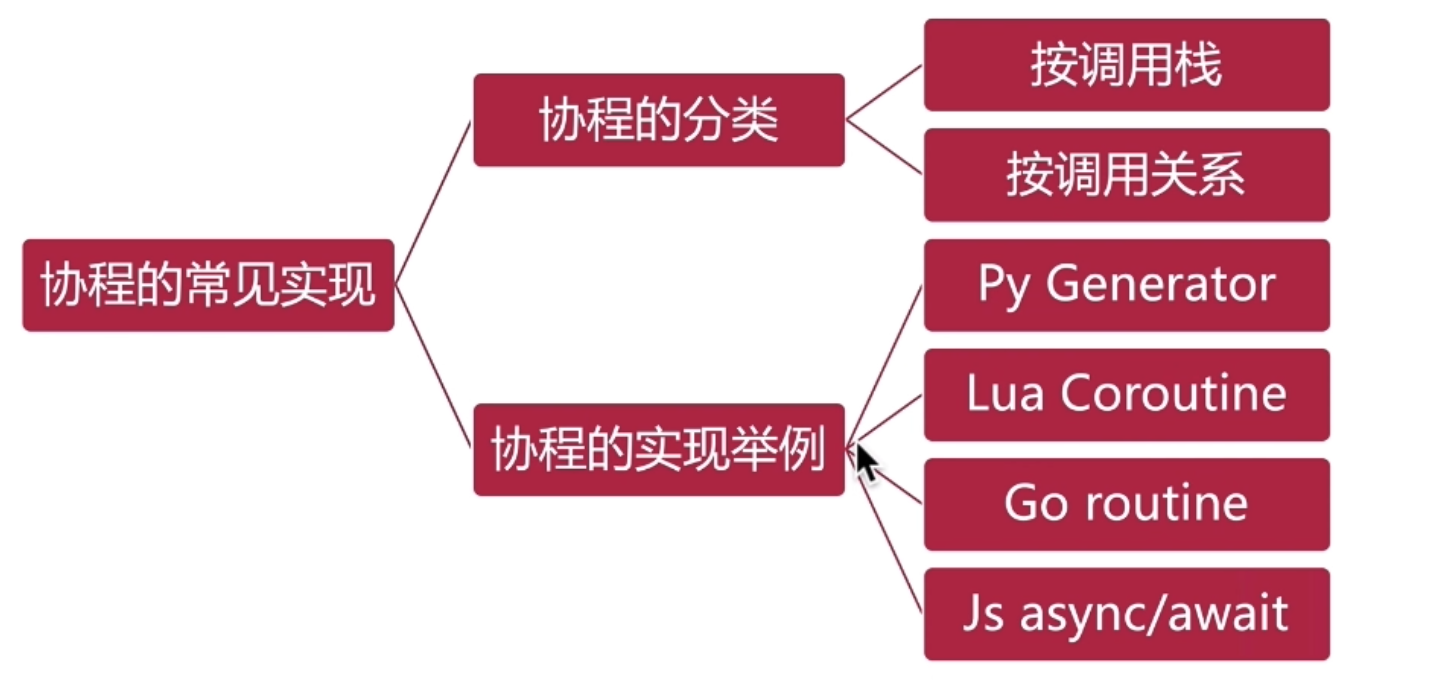 协程的常见实现
协程的分类
按调用栈
按调用关系
协程的实现举例
Py Generator
Lua Coroutine
Go routine
Js async/await